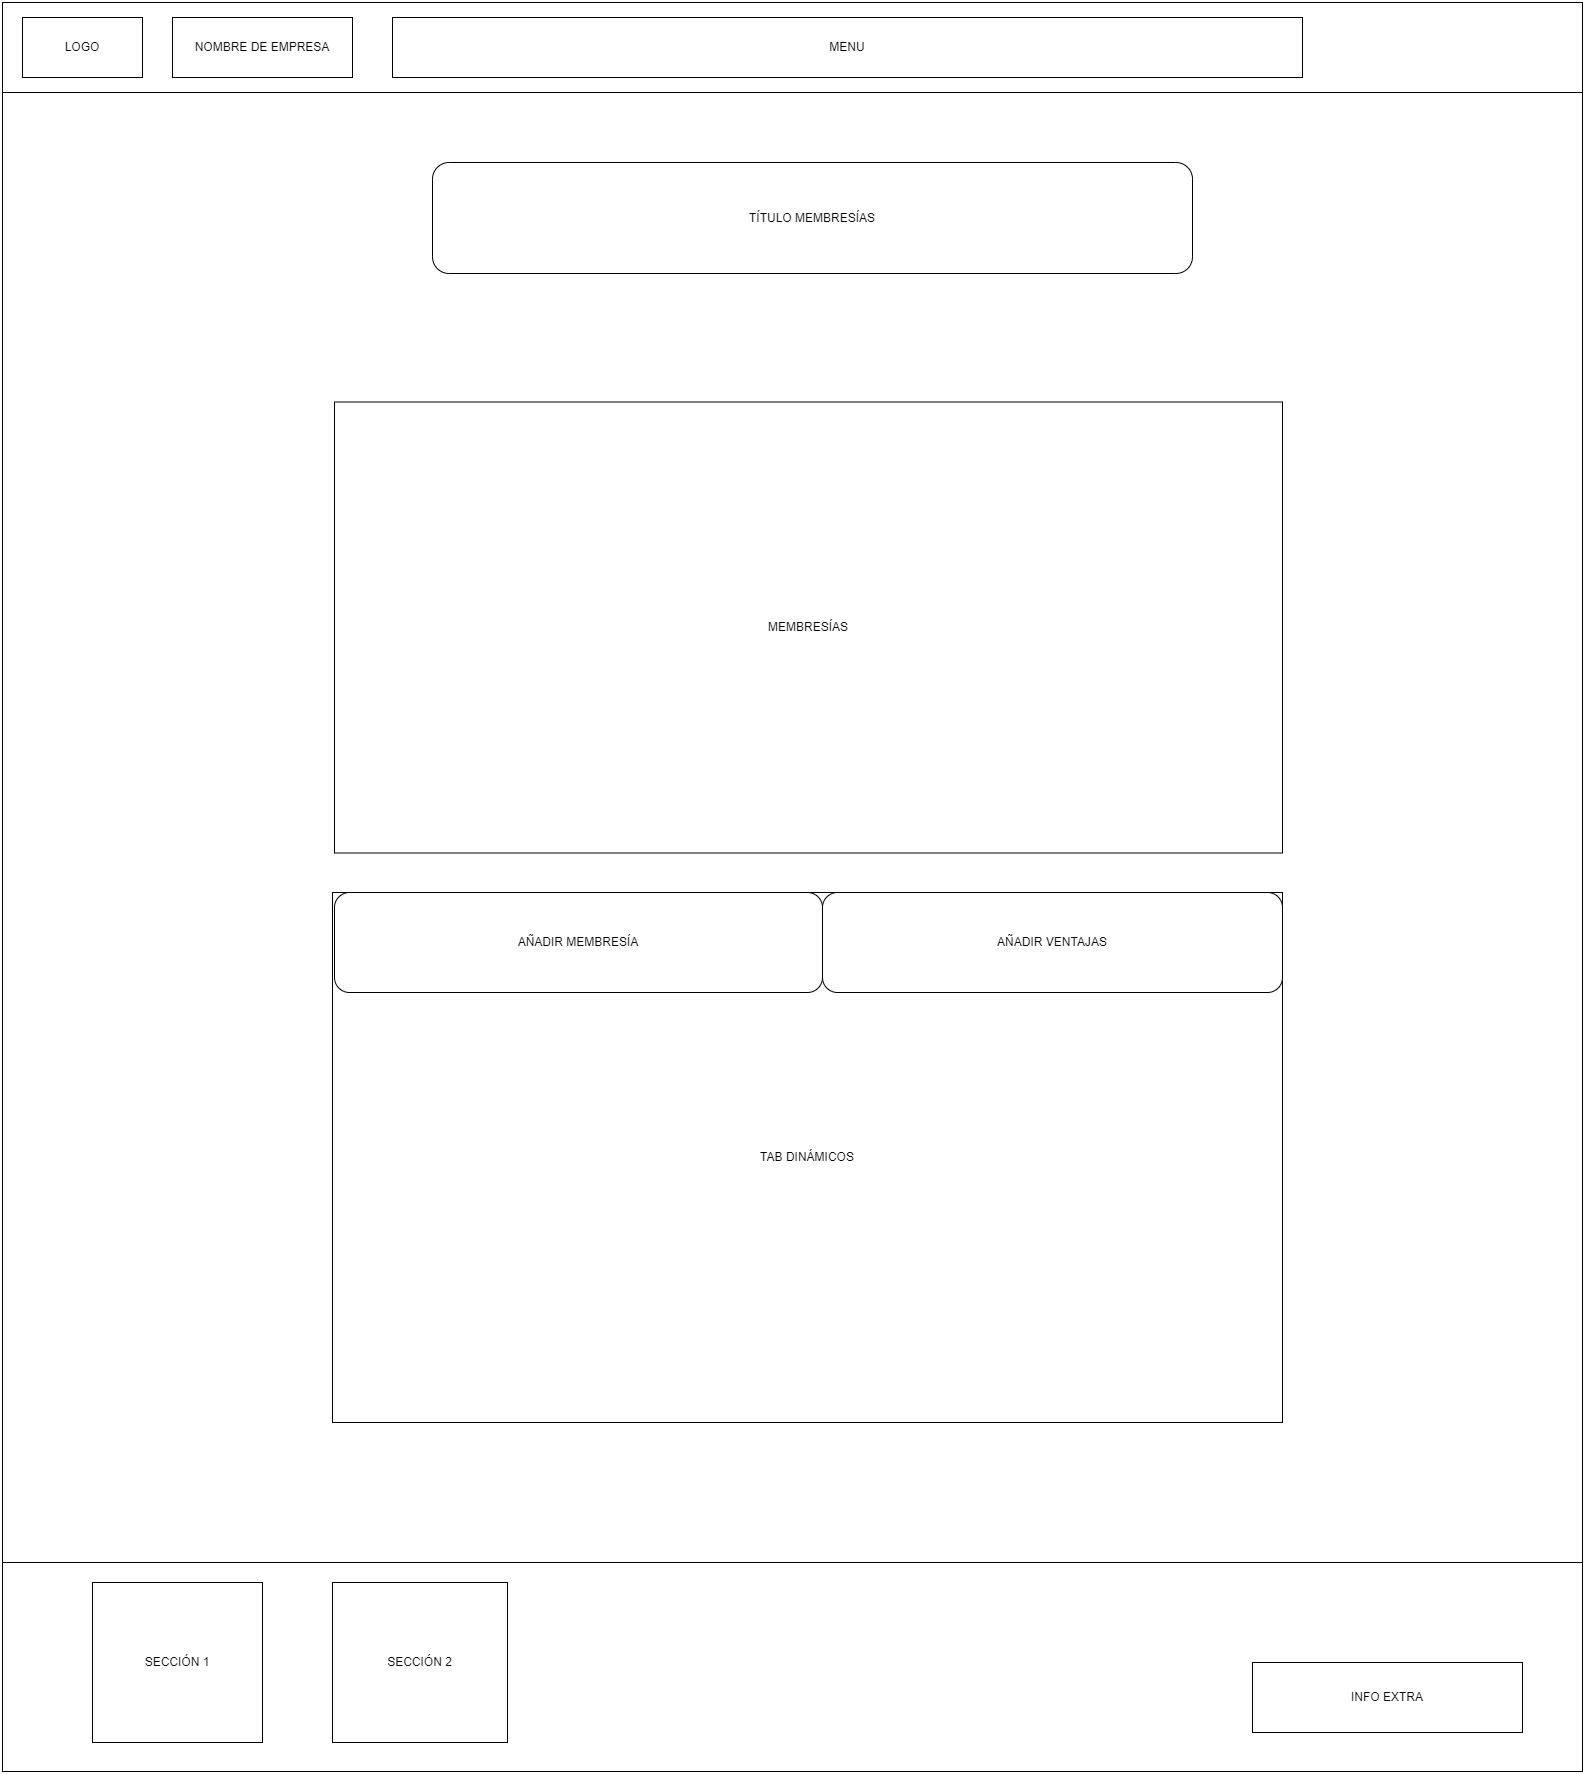 LOGO
NOMBRE DE EMPRESA
MENU
TÍTULO MEMBRESÍAS
MEMBRESÍAS
AÑADIR MEMBRESÍA
AÑADIR VENTAJAS
TAB DINÁMICOS
SECCIÓN 1
SECCIÓN 2
INFO EXTRA